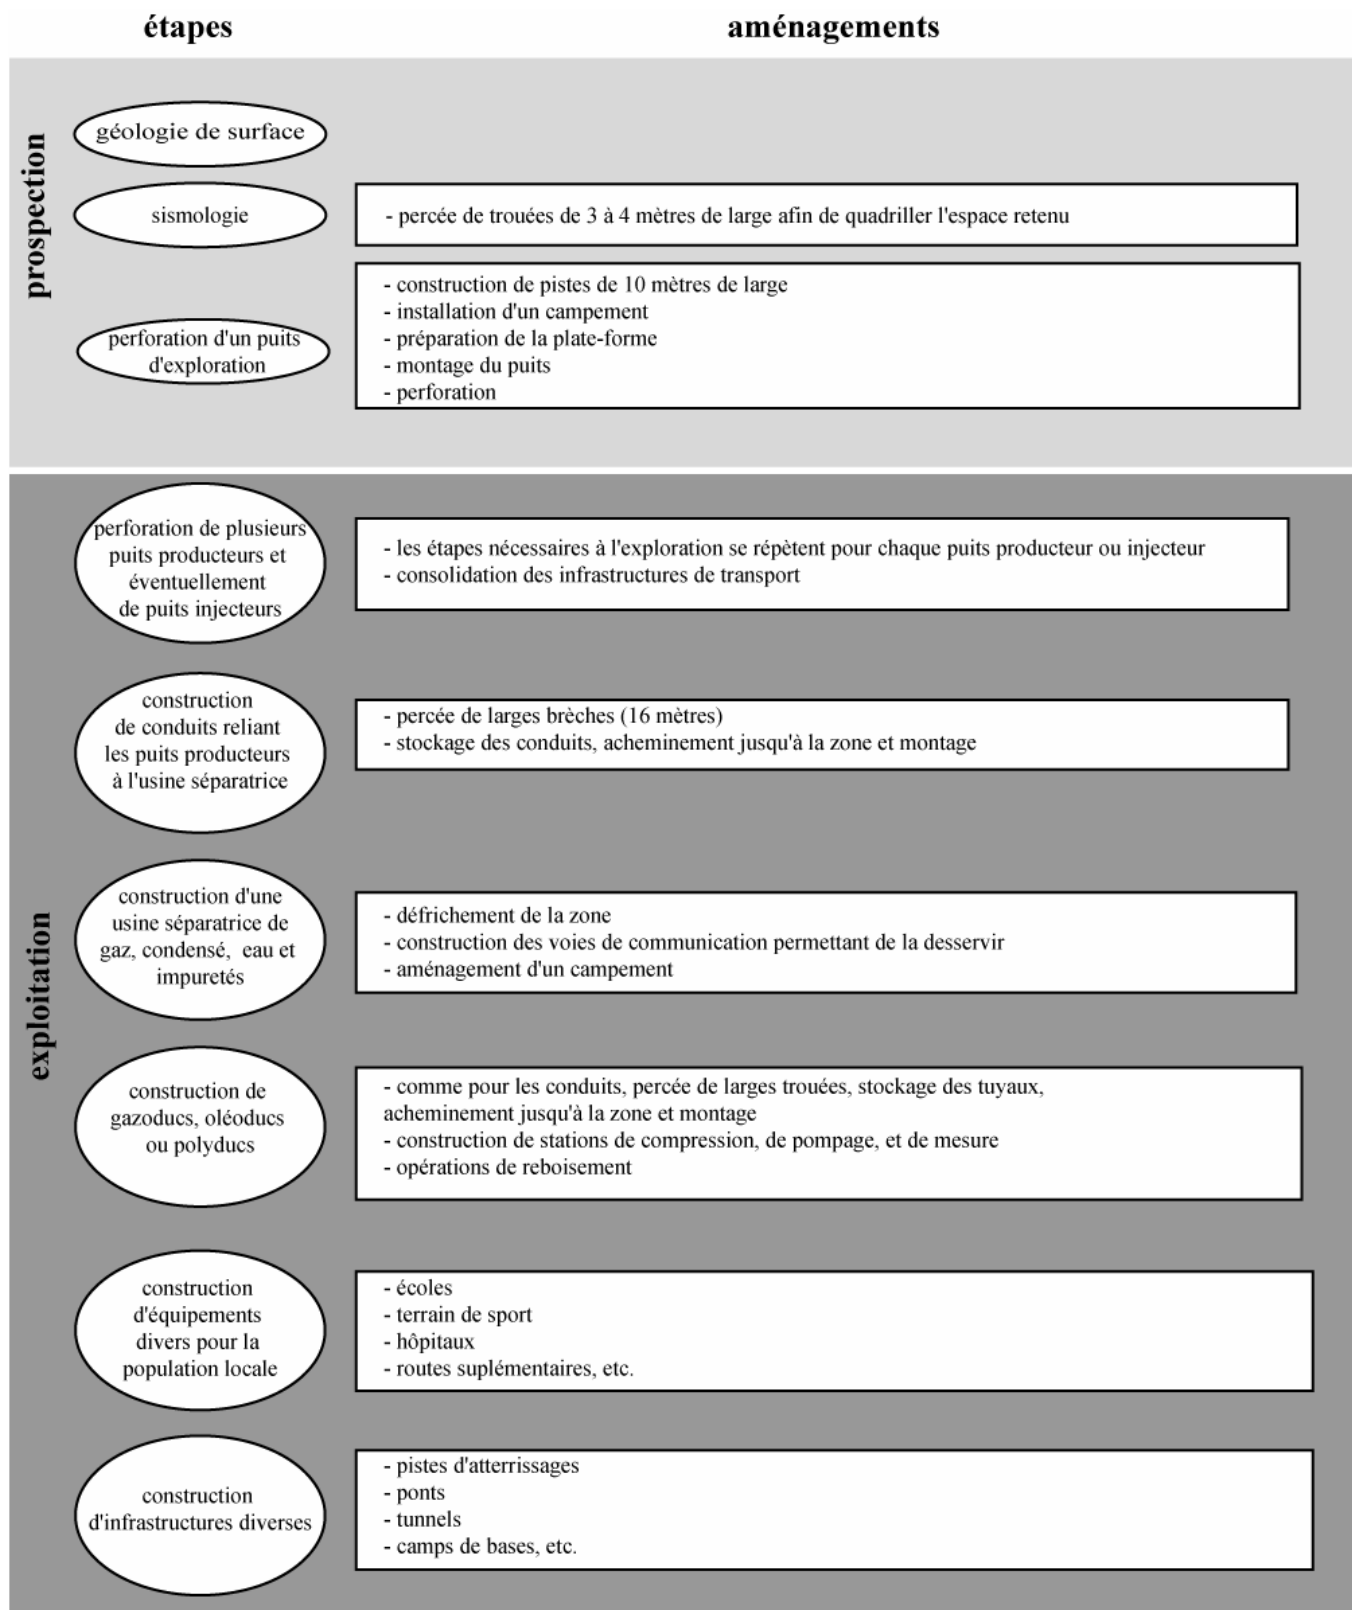 étapes
aménagements
prospection
géologie de surface
sismologie
- percée de trouées de 3 à 4 mètres de large afin de quadriller l'espace retenu
perforation d'un puits
d'exploration
- construction de pistes de 10 mètres de large
- installation d'un campement
- préparation de la plate-forme
- montage du puits
- perforation
exploitation
perforation de plusieurs
puits producteurs et
éventuellement
de puits injecteurs
- les étapes nécessaires à l'exploration se répètent pour chaque puits producteur ou injecteur
- consolidation des infrastructures de transport
construction
de conduits reliant
les puits producteurs
à l'usine séparatrice
- percée de larges brèches (16 mètres)
- stockage des conduits, acheminement jusqu'à la zone et montage
construction d'une
usine séparatrice de
gaz, condensé, eau et
impuretés
- défrichement de la zone
- construction des voies de communication permettant de la desservir
- aménagement d'un campement
construction de
gazoducs, oléoducs
ou polyducs
- comme pour les conduits, percée de larges trouées, stockage des tuyaux,
acheminement jusqu'à la zone et montage
- construction de stations de compression, de pompage, et de mesure
- opérations de reboisement
construction
d'équipements
divers pour la
population locale
- écoles
- terrain de sport
- hôpitaux
- routes suplémentaires, etc.
construction
d'infrastructures diverses
- pistes d'atterrissages
- ponts
- tunnels
- camps de bases, etc.